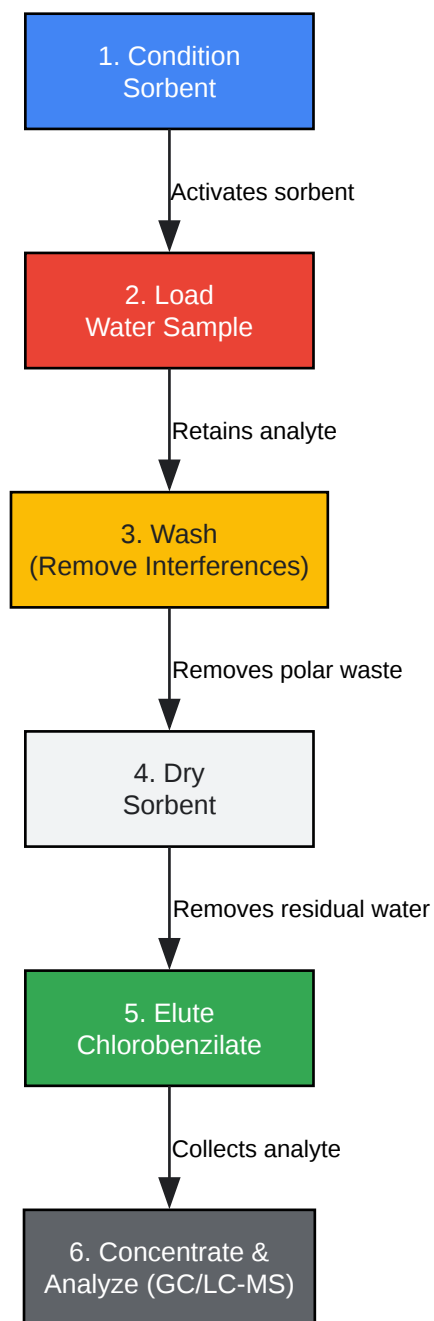 1. Condition
Sorbent
Activates sorbent
2. Load
Water Sample
Retains analyte
3. Wash
(Remove Interferences)
Removes polar waste
4. Dry
Sorbent
Removes residual water
5. Elute
Chlorobenzilate
Collects analyte
6. Concentrate &
Analyze (GC/LC-MS)